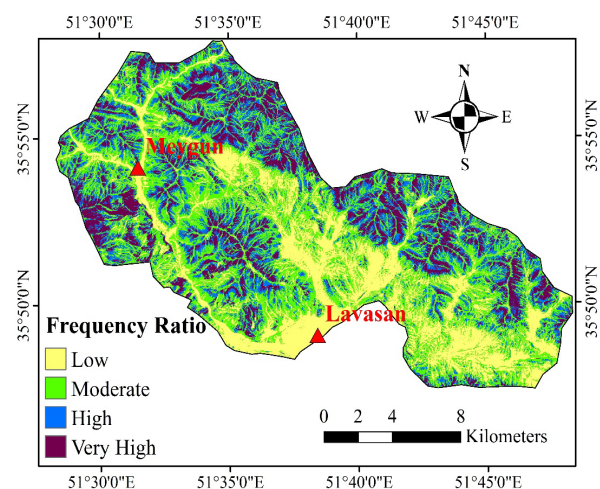 51°30'0"E 51°35'0"E 51°40'0"E 51°45'0"E
N
W E
S
35°55'0"N 35°55'0"N
Meygun
35°50'0"N 35°50'0"N
Lavasan
Frequency Ratio
Low
Moderate
High
Very High
0 2 4 8
Kilometers
51°30'0"E 51°35'0"E 51°40'0"E 51°45'0"E